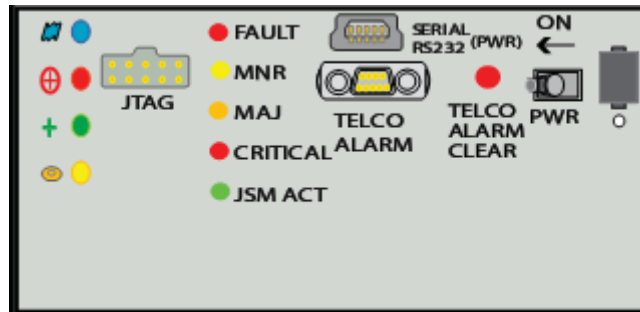 FAULT
MNR
MAJ
CRITICAL
JSM ACT
JTAG
SERIAL
RS232 (PWR)
TELCO
ALARM
TELCO
ALARM
CLEAR
ON
PWR